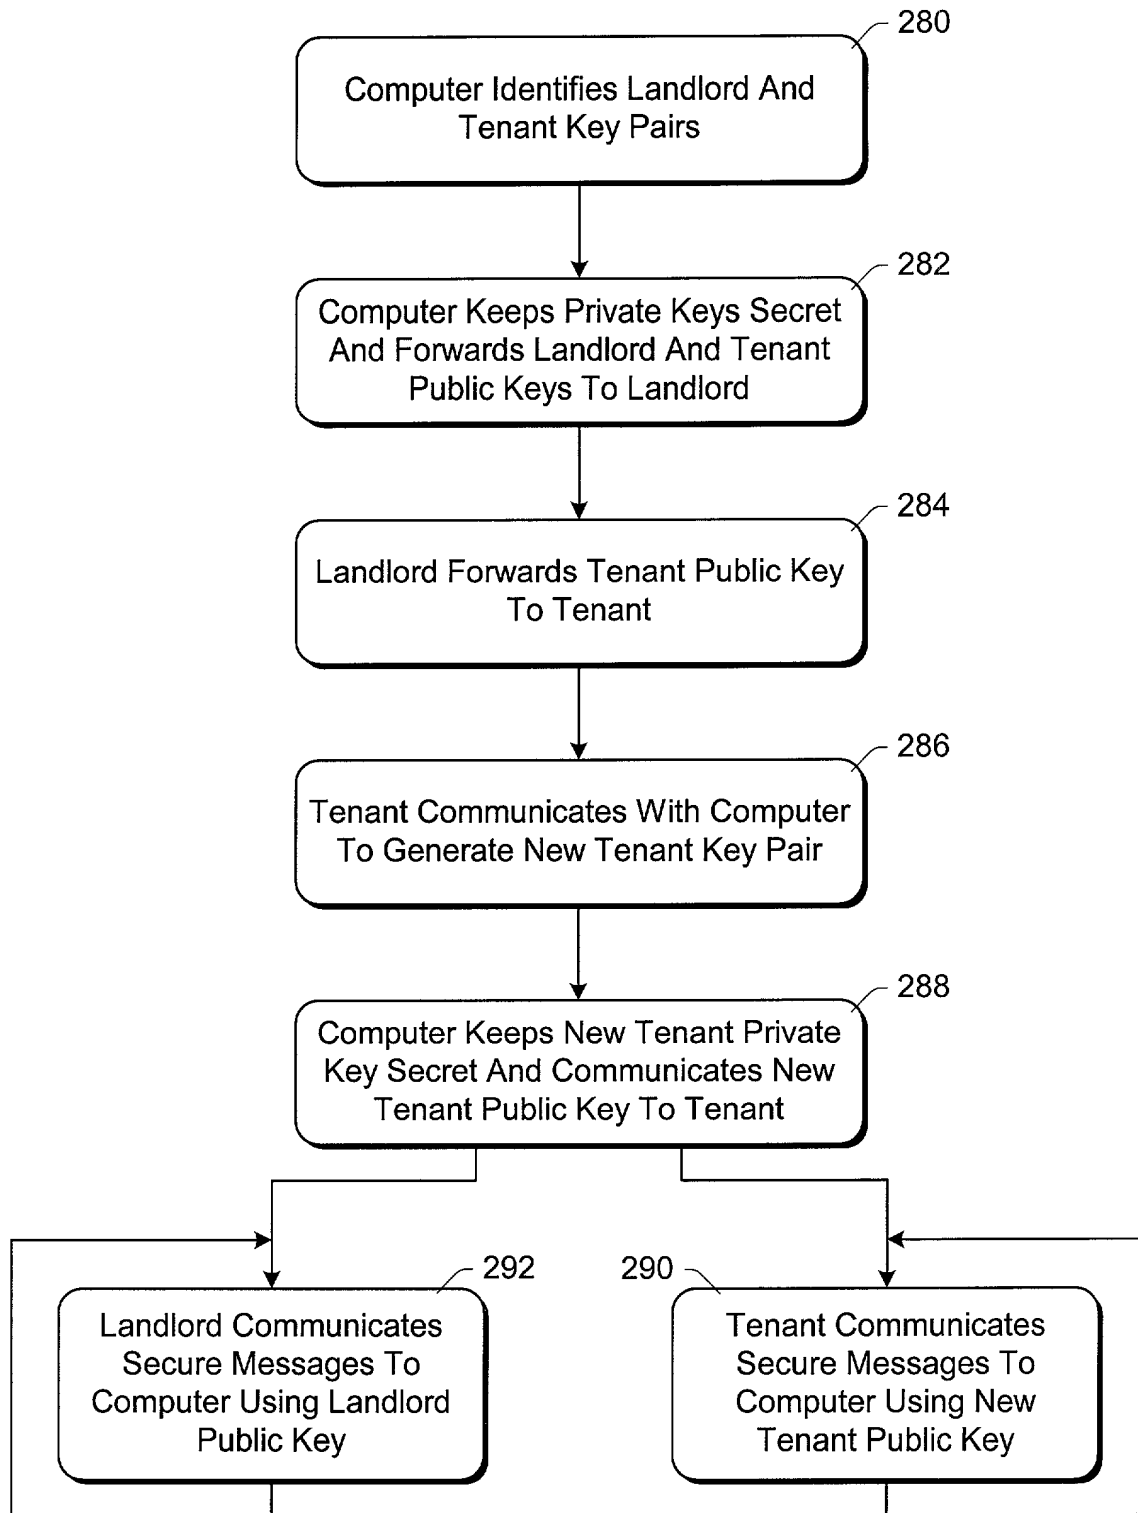 280
Computer Identifies Landlord And
Tenant Key Pairs
282
Computer Keeps Private Keys Secret
And Forwards Landlord And Tenant
Public Keys To Landlord
284
Landlord Forwards Tenant Public Key
To Tenant
286
Tenant Communicates With Computer
To Generate New Tenant Key Pair
288
Computer Keeps New Tenant Private
Key Secret And Communicates New
Tenant Public Key To Tenant
292
Landlord Communicates
Secure Messages To
Computer Using Landlord
Public Key
290
Tenant Communicates
Secure Messages To
Computer Using New
Tenant Public Key